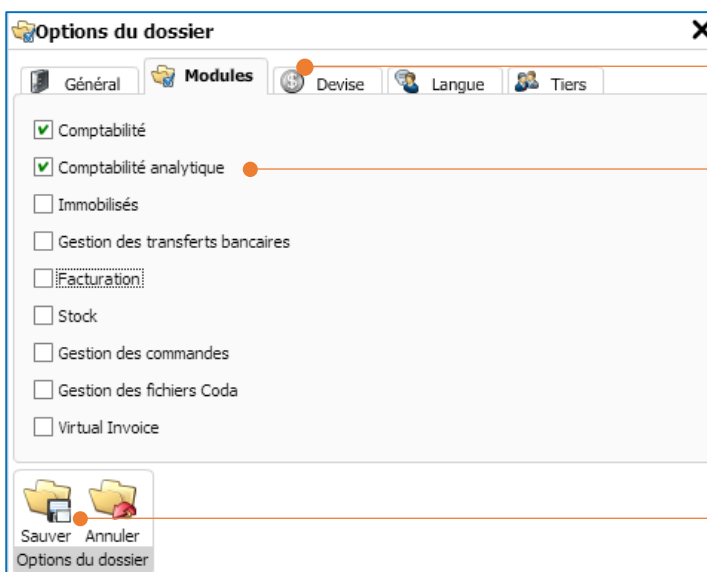 Options du dossier
Général Modules Devise Langue Tiers
Comptabilité
Comptabilité analytique
Immobilisés
Gestion des transferts bancaires
Facturation
Stock
Gestion des commandes
Gestion des fichiers Coda
Virtual Invoice
Sauver Annuler
Options du dossier